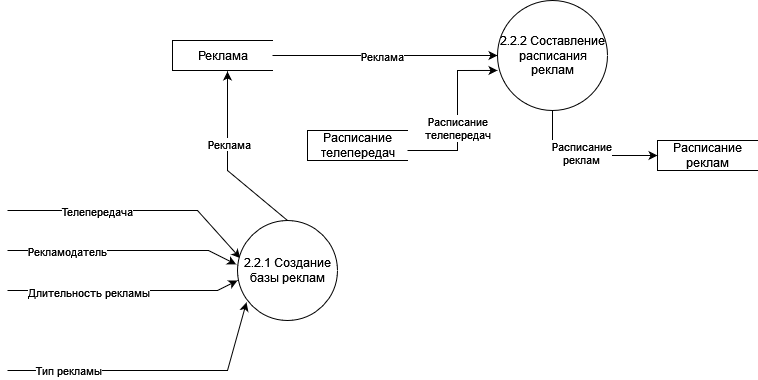 2.2.2 Составление
расписания
реклам
Реклама
Реклама
Расписание
телепередач
Расписание
телепередач
Реклама
Расписание
реклам
Расписание
реклам
Телепередача
Рекламодатель
2.2.1 Создание
базы реклам
Длительность рекламы
Тип рекламы